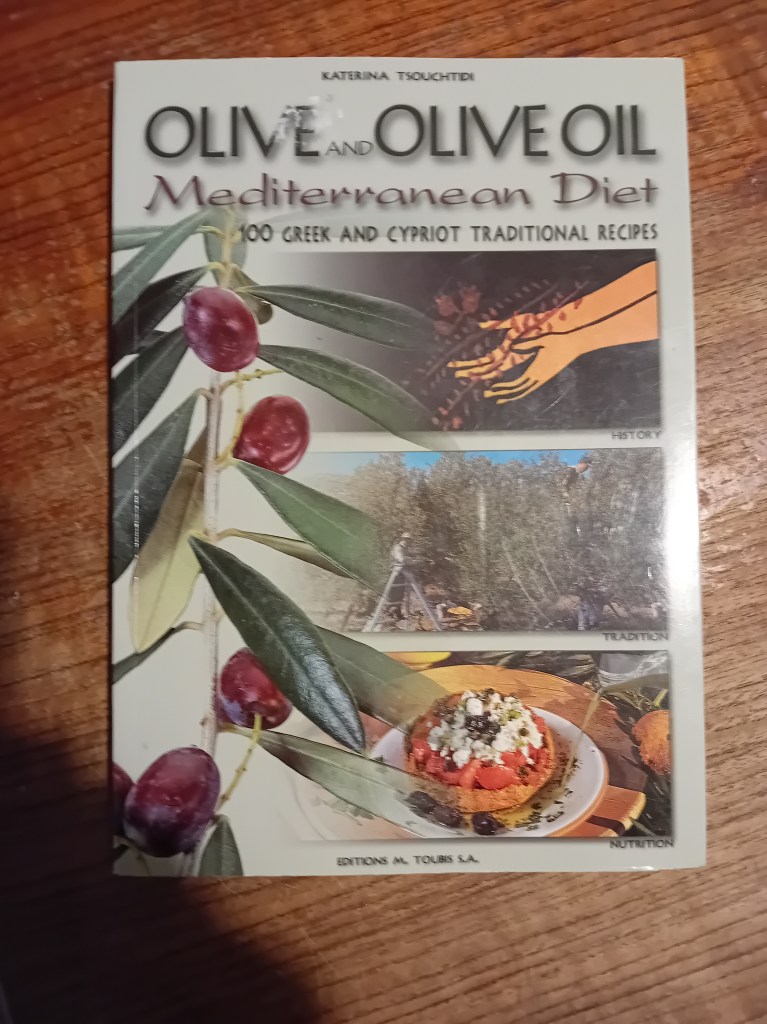 KATERINA TSOUCHTIDI
OLIVE AND OLIVE OIL
Mediterranean Diet
100 GREEK AND CYPRIOT TRADITIONAL RECIPES
HISTORY
TRADITION
NUTRITION
EDITIONS M. TOUBIS S.A.